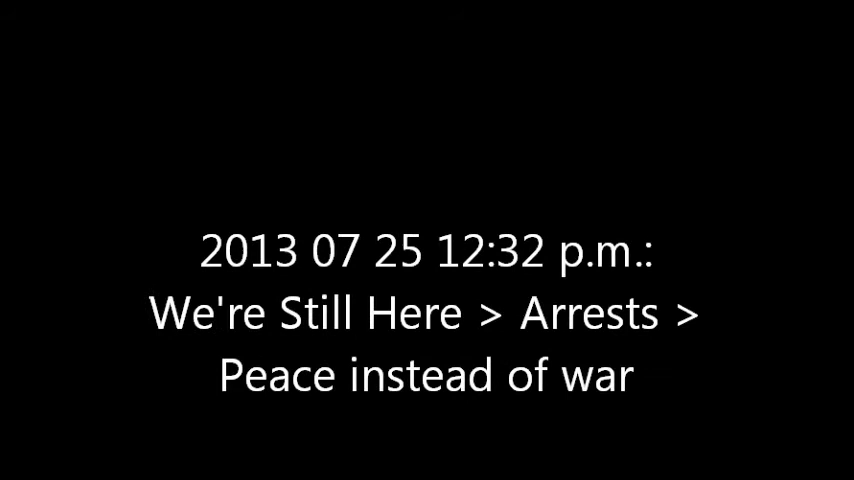 2013 07 25 12:32 p.m.:
We're Still Here > Arrests >
Peace instead of war